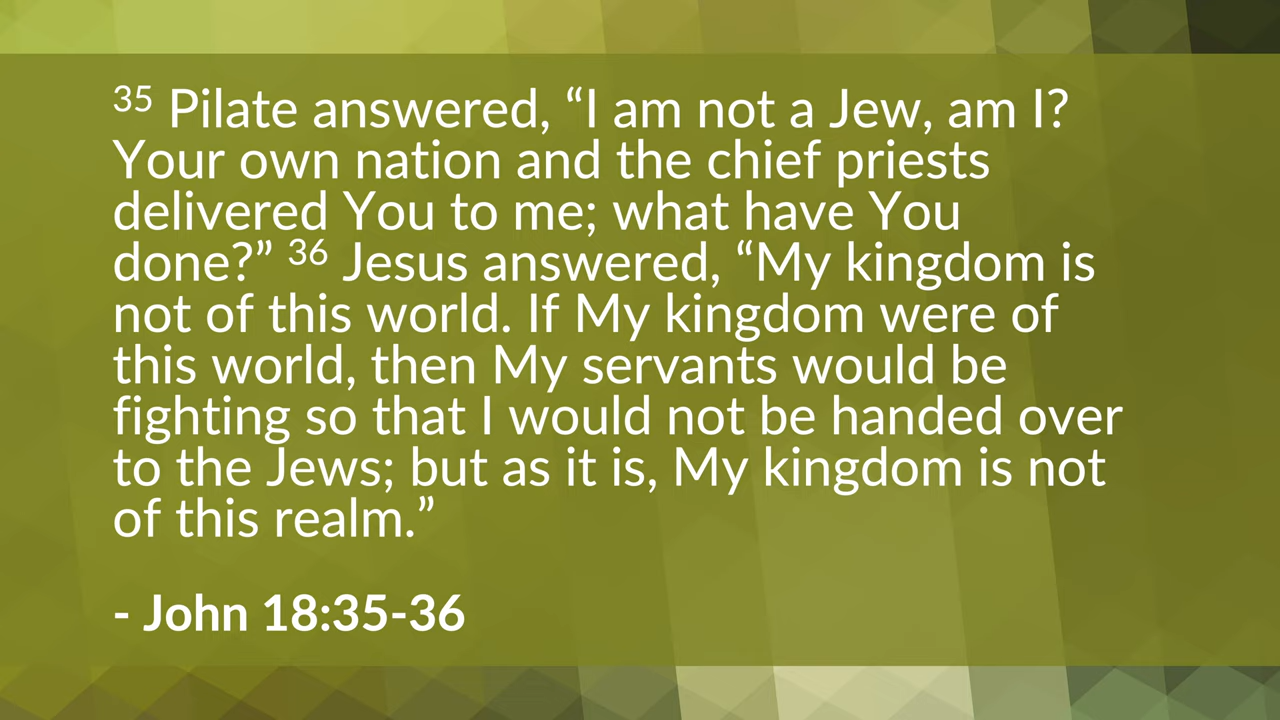 ³⁵ Pilate answered, “I am not a Jew, am I?
Your own nation and the chief priests
delivered You to me; what have You
done?” ³⁶ Jesus answered, “My kingdom is
not of this world. If My kingdom were of
this world, then My servants would be
fighting so that I would not be handed over
to the Jews; but as it is, My kingdom is not
of this realm.”
- John 18:35-36